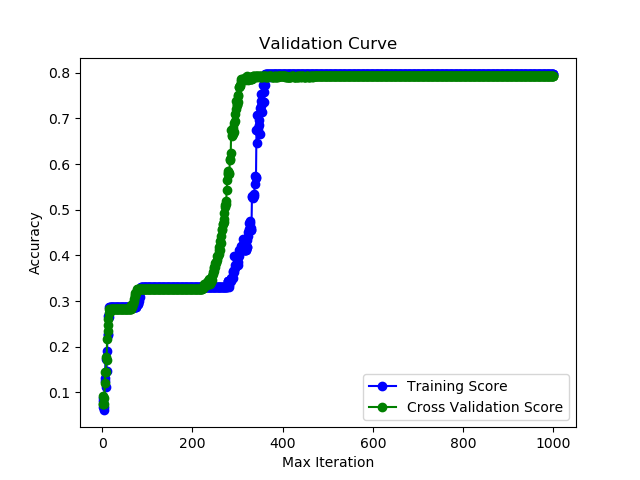 Validation Curve
0.8
0.7
0.6
0.5
0.4
0.3
0.2
0.1
Accuracy
0 200 400 600 800 1000
Max Iteration
Training Score
Cross Validation Score